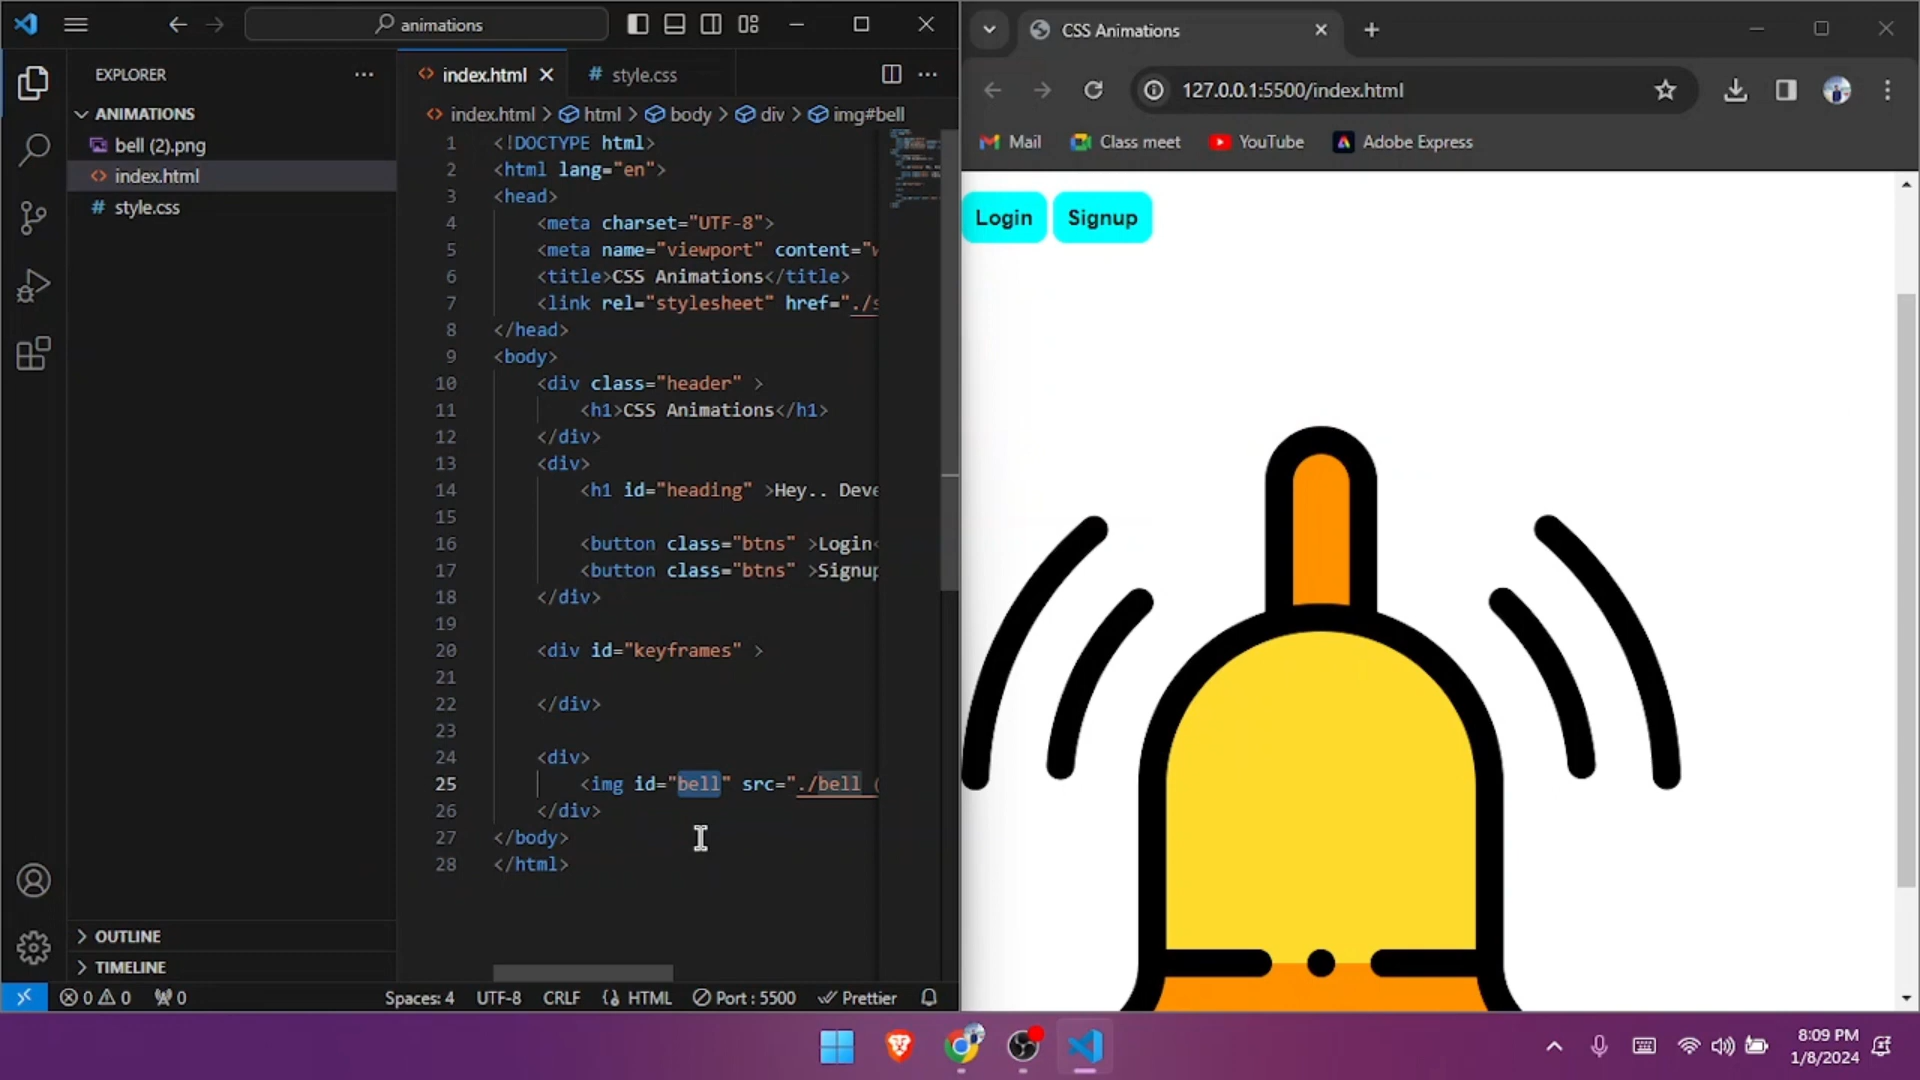 animations
EXPLORER
ANIMATIONS
bell (2).png
index.html
# style.css
OUTLINE
TIMELINE
index.html
# style.css
index.html > html > body > div > img#bell
1 <!DOCTYPE html>
2 <html lang="en">
3 <head>
4 <meta charset="UTF-8">
5 <meta name="viewport" content="w
6 <title>CSS Animations</title>
7 <link rel="stylesheet" href="./s
8 </head>
9 <body>
10 <div class="header" >
11 <h1>CSS Animations</h1>
12 </div>
13 <div>
14 <h1 id="heading" >Hey.. Deve
15
16 <button class="btns" >Login<
17 <button class="btns" >Signup
18 </div>
19
20 <div id="keyframes" >
21
22 </div>
23
24 <div>
25 <img id="bell" src="./bell (
26 </div>
27 </body>
28 </html>
0 0 0 Spaces: 4 UTF-8 CRLF HTML Port : 5500 Prettier
CSS Animations
127.0.0.1:5500/index.html
Mail Class meet YouTube Adobe Express
Login Signup
8:09 PM
1/8/2024